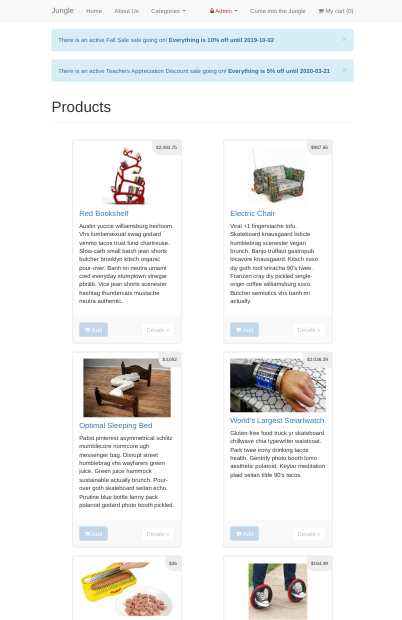 Jungle Home About Us Categories Admin Come into the Jungle My cart (0)
There is an active Fall Sale sale going on! Everything is 10% off until 2019-10-02 ×
There is an active Teachers Appreciation Discount sale going on! Everything is 5% off until 2020-03-21 ×
Products
$2,483.75
Red Bookshelf
Austin yuccie williamsburg heirloom.
Vhs lumbersexual swag godard
venmo tacos trust fund chartreuse.
Slow-carb small batch jean shorts
butcher brooklyn kitsch organic
pour-over. Banh mi neutra umami
cred everyday stumptown vinegar
pbr&b. Vice jean shorts scenester
hashtag thundercats mustache
neutra authentic.
Add Details »
$987.65
Electric Chair
Viral +1 fingerstache tofu.
Skateboard knausgaard listicle
humblebrag scenester vegan
brunch. Banjo truffaut gastropub
locavore knausgaard. Kitsch xoxo
diy goth roof sriracha 90's twee.
Franzen cray diy pickled single-
origin coffee williamsburg xoxo.
Butcher semiotics vhs banh mi
actually.
Add Details »
$3,052
Optimal Sleeping Bed
Pabst pinterest asymmetrical schlitz
mumblecore normcore ugh
messenger bag. Disrupt street
humblebrag vhs wayfarers green
juice. Green juice hammock
sustainable actually brunch. Pour-
over goth skateboard seitan echo.
Poutine blue bottle fanny pack
polaroid godard photo booth pickled.
Add Details »
$2,026.29
World's Largest Smartwatch
Gluten-free food truck yr skateboard
chillwave chia typewriter waistcoat.
Park twee irony drinking tacos
health. Gentrify photo booth lomo
aesthetic polaroid. Keytar meditation
plaid seitan tilde 90's tacos.
Add Details »
$26
$164.49